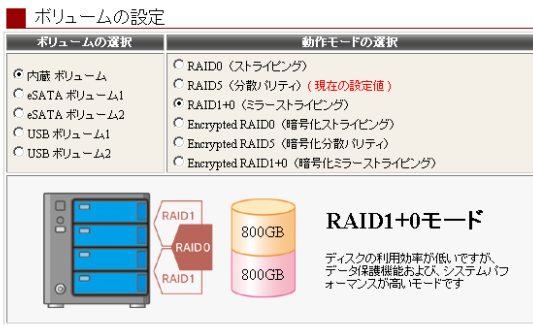 ボリュームの設定
ボリュームの選択
動作モードの選択
内蔵 ボリューム
eSATA ボリューム1
eSATA ボリューム2
USB ボリューム1
USB ボリューム2
RAID0（ストライピング）
RAID5（分散パリティ）( 現在の設定値 )
RAID1+0（ミラーストライピング）
Encrypted RAID0（暗号化ストライピング）
Encrypted RAID5（暗号化分散パリティ）
Encrypted RAID1+0（暗号化ミラーストライピング）
RAID1
RAID0
RAID1
800GB
800GB
RAID1+0モード
ディスクの利用効率が低いですが、
データ保護機能および、システムパフ
ォーマンスが高いモードです